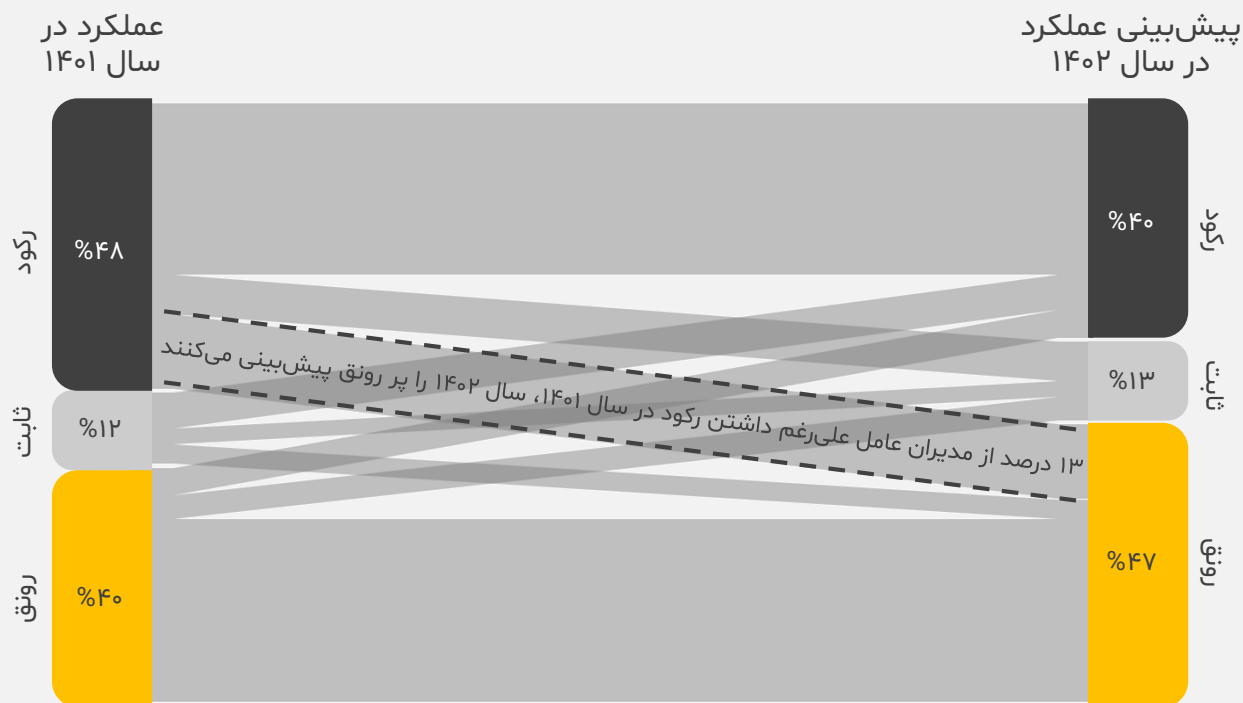 پیش‌بینی عملکرد
در سال ۱۴۰۲
عملکرد در
سال ۱۴۰۱
رکود
%۴۰
%۴۸
رکود
ثابت
%۱۳
%۱۲
ثابت
رونق
%۴۷
%۴۰
رونق
۱۳ درصد از مدیران عامل علی‌رغم داشتن رکود در سال ۱۴۰۱، سال ۱۴۰۲ را پر رونق پیش‌بینی می‌کنند